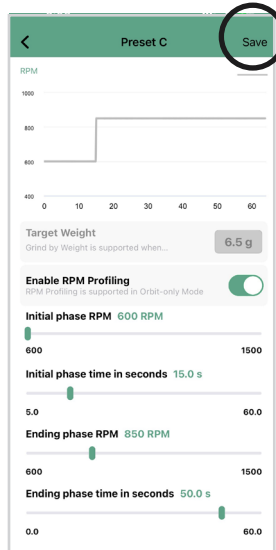 Preset C Save
RPM
1000
800
600
400
0 10 20 30 40 50 60
Target Weight
Grind by Weight is supported when...
6.5 g
Enable RPM Profiling
RPM Profiling is supported in Orbit-only Mode
Initial phase RPM 600 RPM
600 1500
Initial phase time in seconds 15.0 s
5.0 60.0
Ending phase RPM 850 RPM
600 1500
Ending phase time in seconds 50.0 s
0.0 60.0